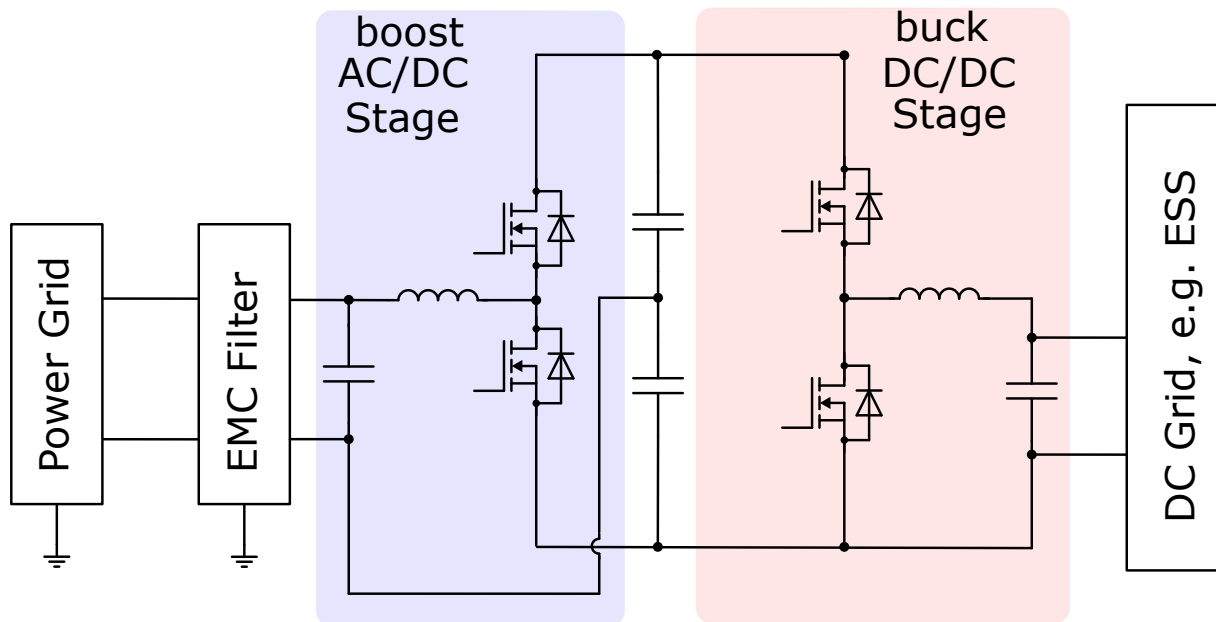 boost
AC/DC
Stage
buck
DC/DC
Stage
Power Grid
EMC Filter
DC Grid, e.g. ESS